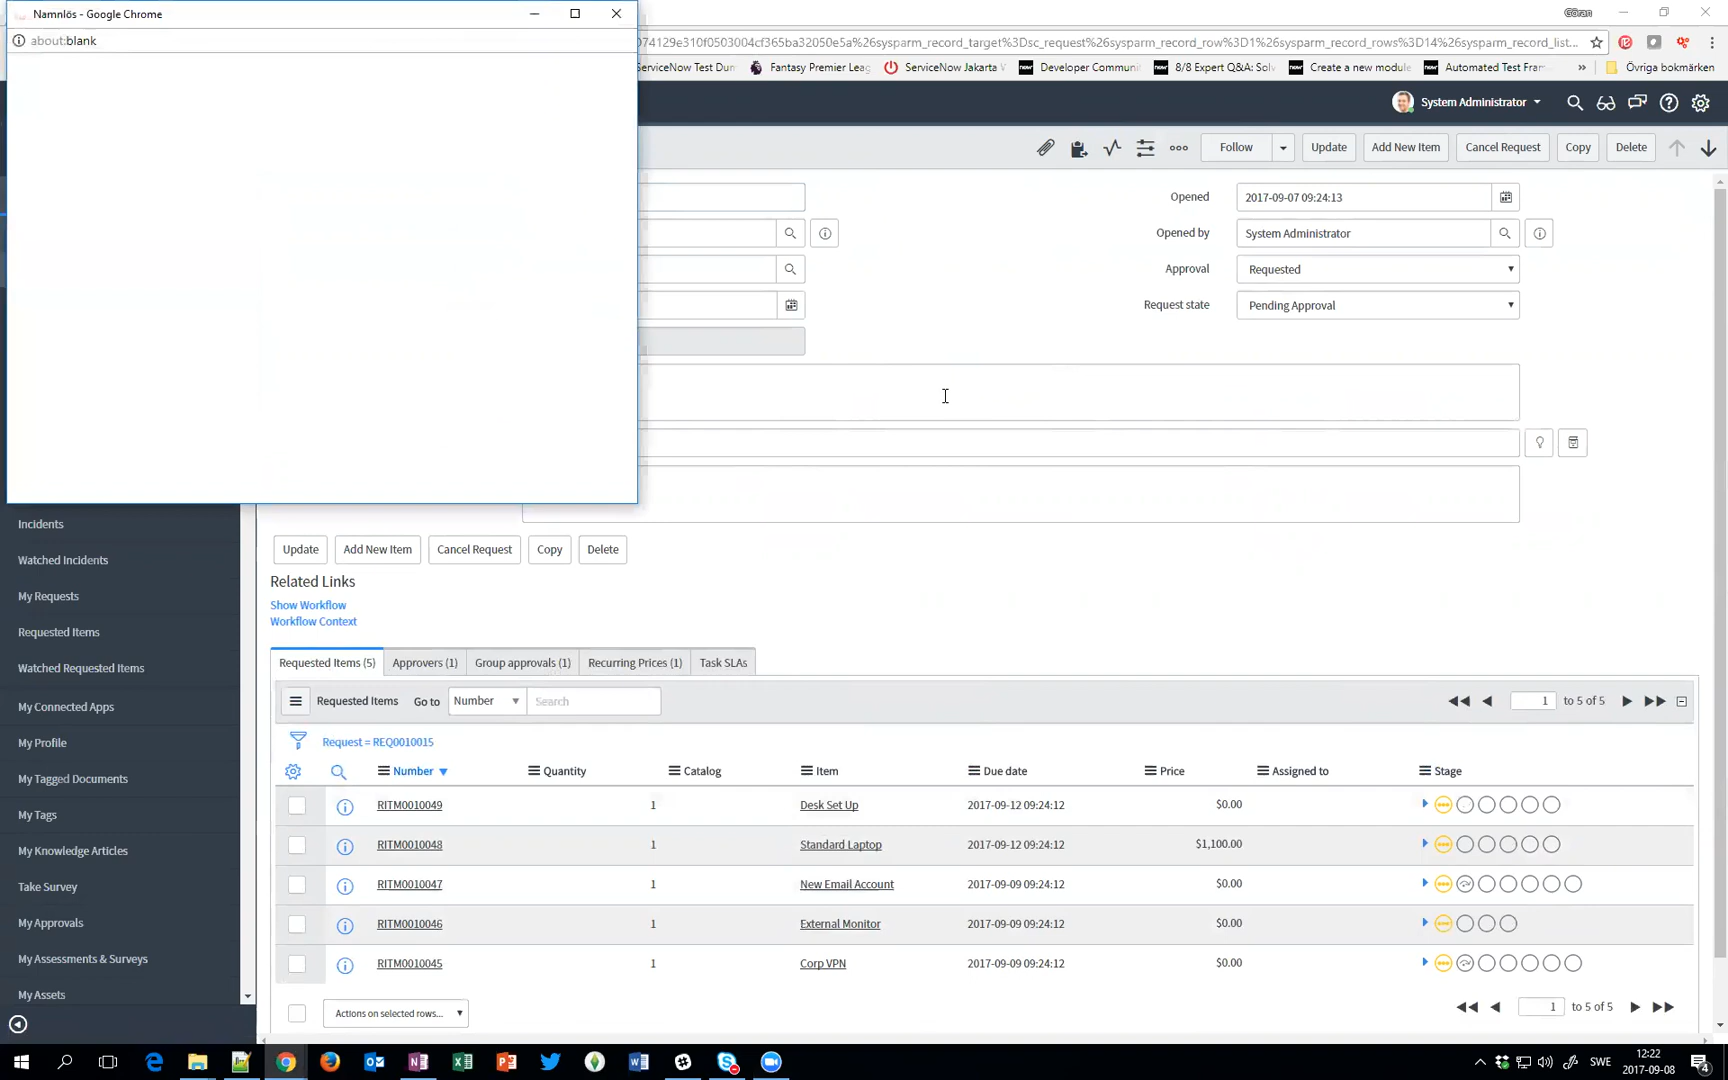 Namnlös - Google Chrome
about:blank
Göran
074129e310f0503004cf365ba32050e5a%26sysparm_record_target%3Dsc_request%26sysparm_record_row%3D1%26sysparm_record_rows%3D14%26sysparm_record_list...
ServiceNow Test Dum
Fantasy Premier Leag
ServiceNow Jakarta V
Developer Communi
8/8 Expert Q&A: Solv
Create a new module
Automated Test Fram
»
Övriga bokmärken
System Administrator
Follow
Update
Add New Item
Cancel Request
Copy
Delete
Opened
2017-09-07 09:24:13
Opened by
System Administrator
Approval
Requested
Request state
Pending Approval
Incidents
Watched Incidents
My Requests
Requested Items
Watched Requested Items
My Connected Apps
My Profile
My Tagged Documents
My Tags
My Knowledge Articles
Take Survey
My Approvals
My Assessments & Surveys
My Assets
Update
Add New Item
Cancel Request
Copy
Delete
Related Links
Show Workflow
Workflow Context
Requested Items (5)
Approvers (1)
Group approvals (1)
Recurring Prices (1)
Task SLAs
Requested Items
Go to
Number
Search
1
to 5 of 5
Request = REQ0010015
Number Quantity Catalog Item Due date Price Assigned to Stage
RITM0010049 1 Desk Set Up 2017-09-12 09:24:12 $0.00
RITM0010048 1 Standard Laptop 2017-09-12 09:24:12 $1,100.00
RITM0010047 1 New Email Account 2017-09-09 09:24:12 $0.00
RITM0010046 1 External Monitor 2017-09-09 09:24:12 $0.00
RITM0010045 1 Corp VPN 2017-09-09 09:24:12 $0.00
Actions on selected rows...
1
to 5 of 5
SWE
12:22
2017-09-08
4